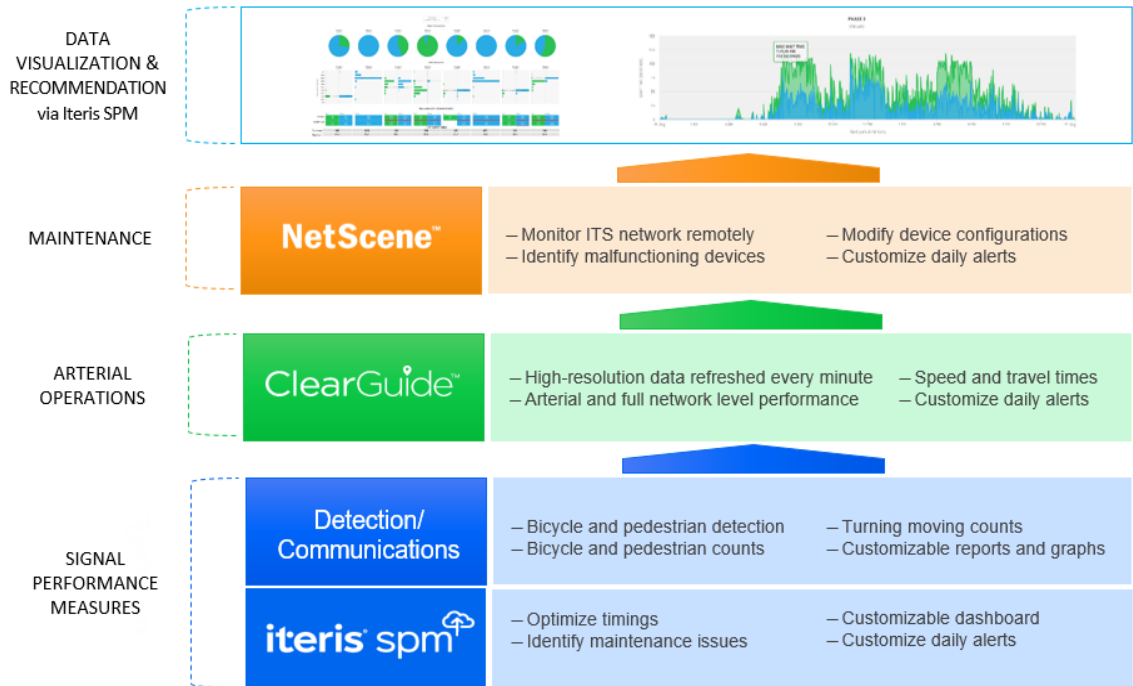 DATA
VISUALIZATION &
RECOMMENDATION
via Iteris SPM
PHASE 2
MAINTENANCE
NetScene™
– Monitor ITS network remotely
– Identify malfunctioning devices
– Modify device configurations
– Customize daily alerts
ARTERIAL
OPERATIONS
ClearGuide™
– High-resolution data refreshed every minute
– Arterial and full network level performance
– Speed and travel times
– Customize daily alerts
SIGNAL
PERFORMANCE
MEASURES
Detection/
Communications
– Bicycle and pedestrian detection
– Bicycle and pedestrian counts
– Turning moving counts
– Customizable reports and graphs
iteris® spm
– Optimize timings
– Identify maintenance issues
– Customizable dashboard
– Customize daily alerts